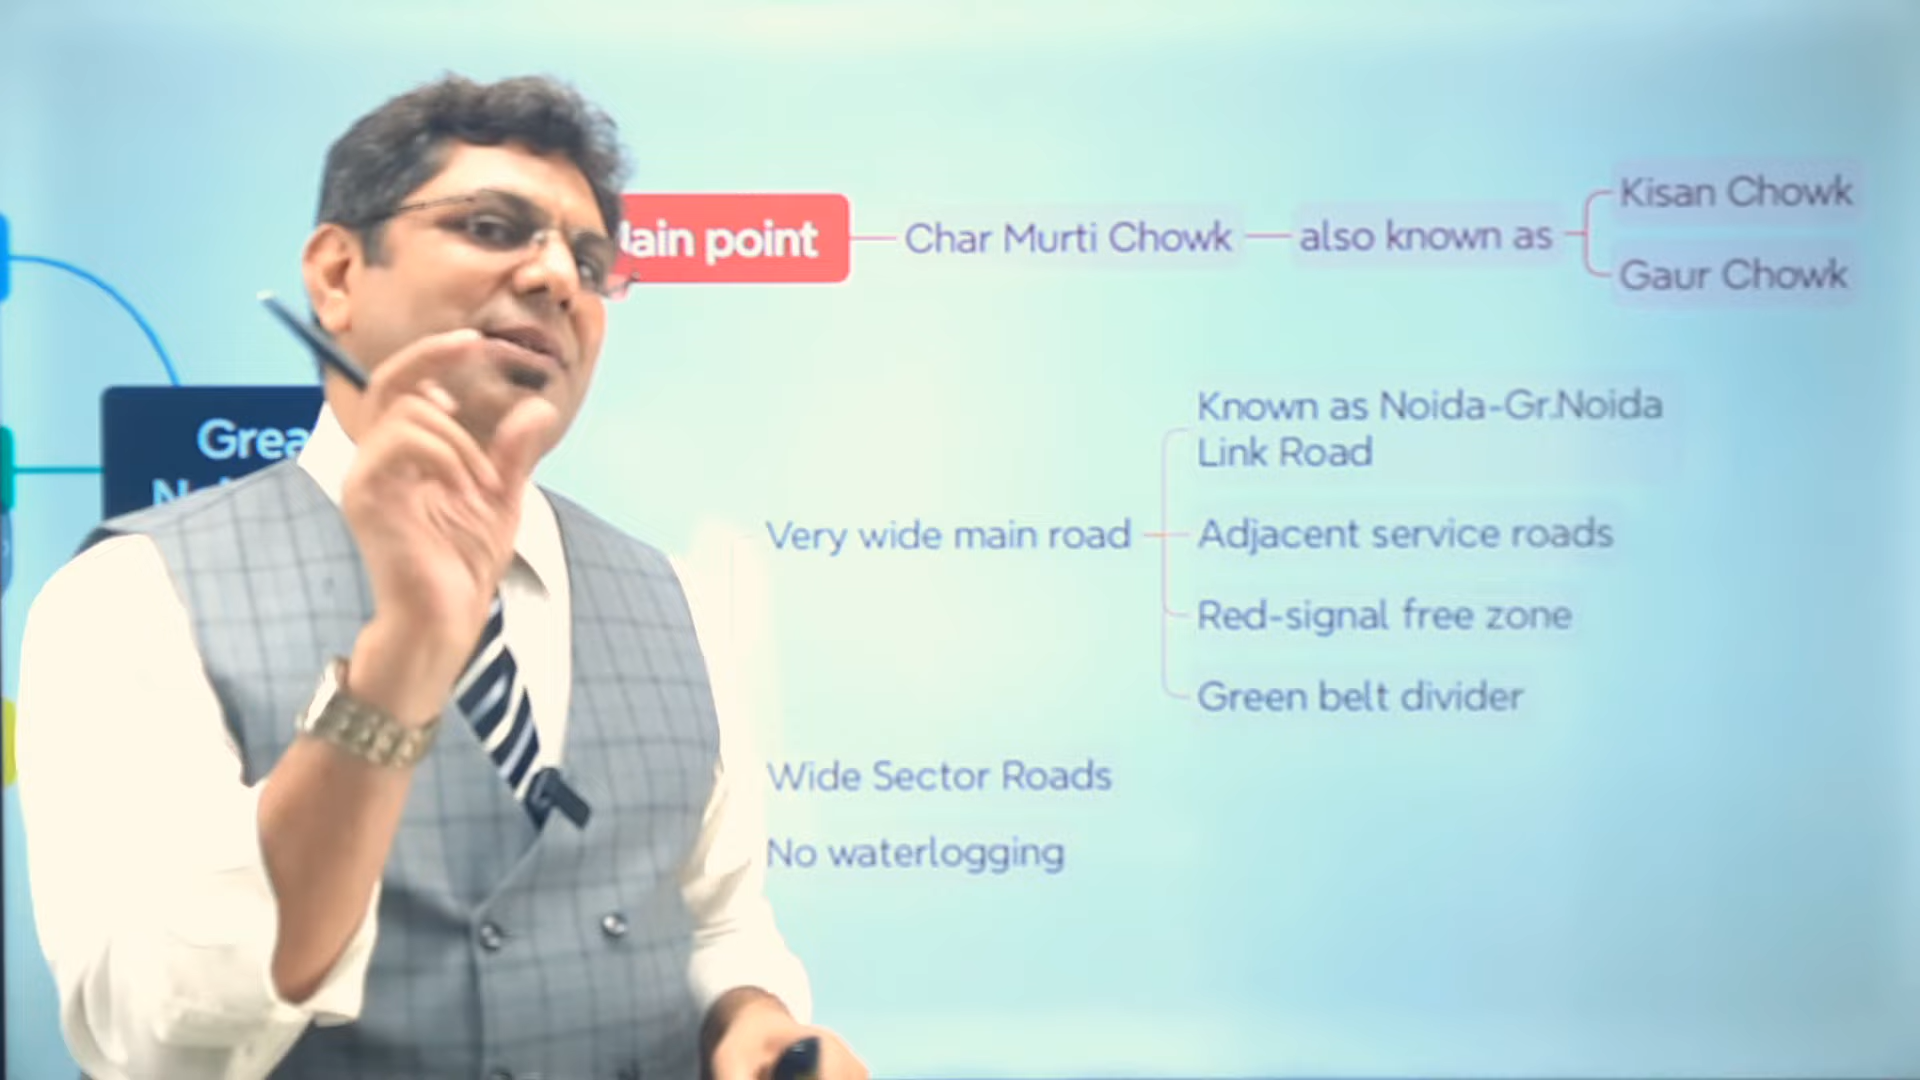 ain point
Char Murti Chowk
also known as
Kisan Chowk
Gaur Chowk
Grea
Known as Noida-Gr.Noida
Link Road
Very wide main road
Adjacent service roads
Red-signal free zone
Green belt divider
Wide Sector Roads
No waterlogging